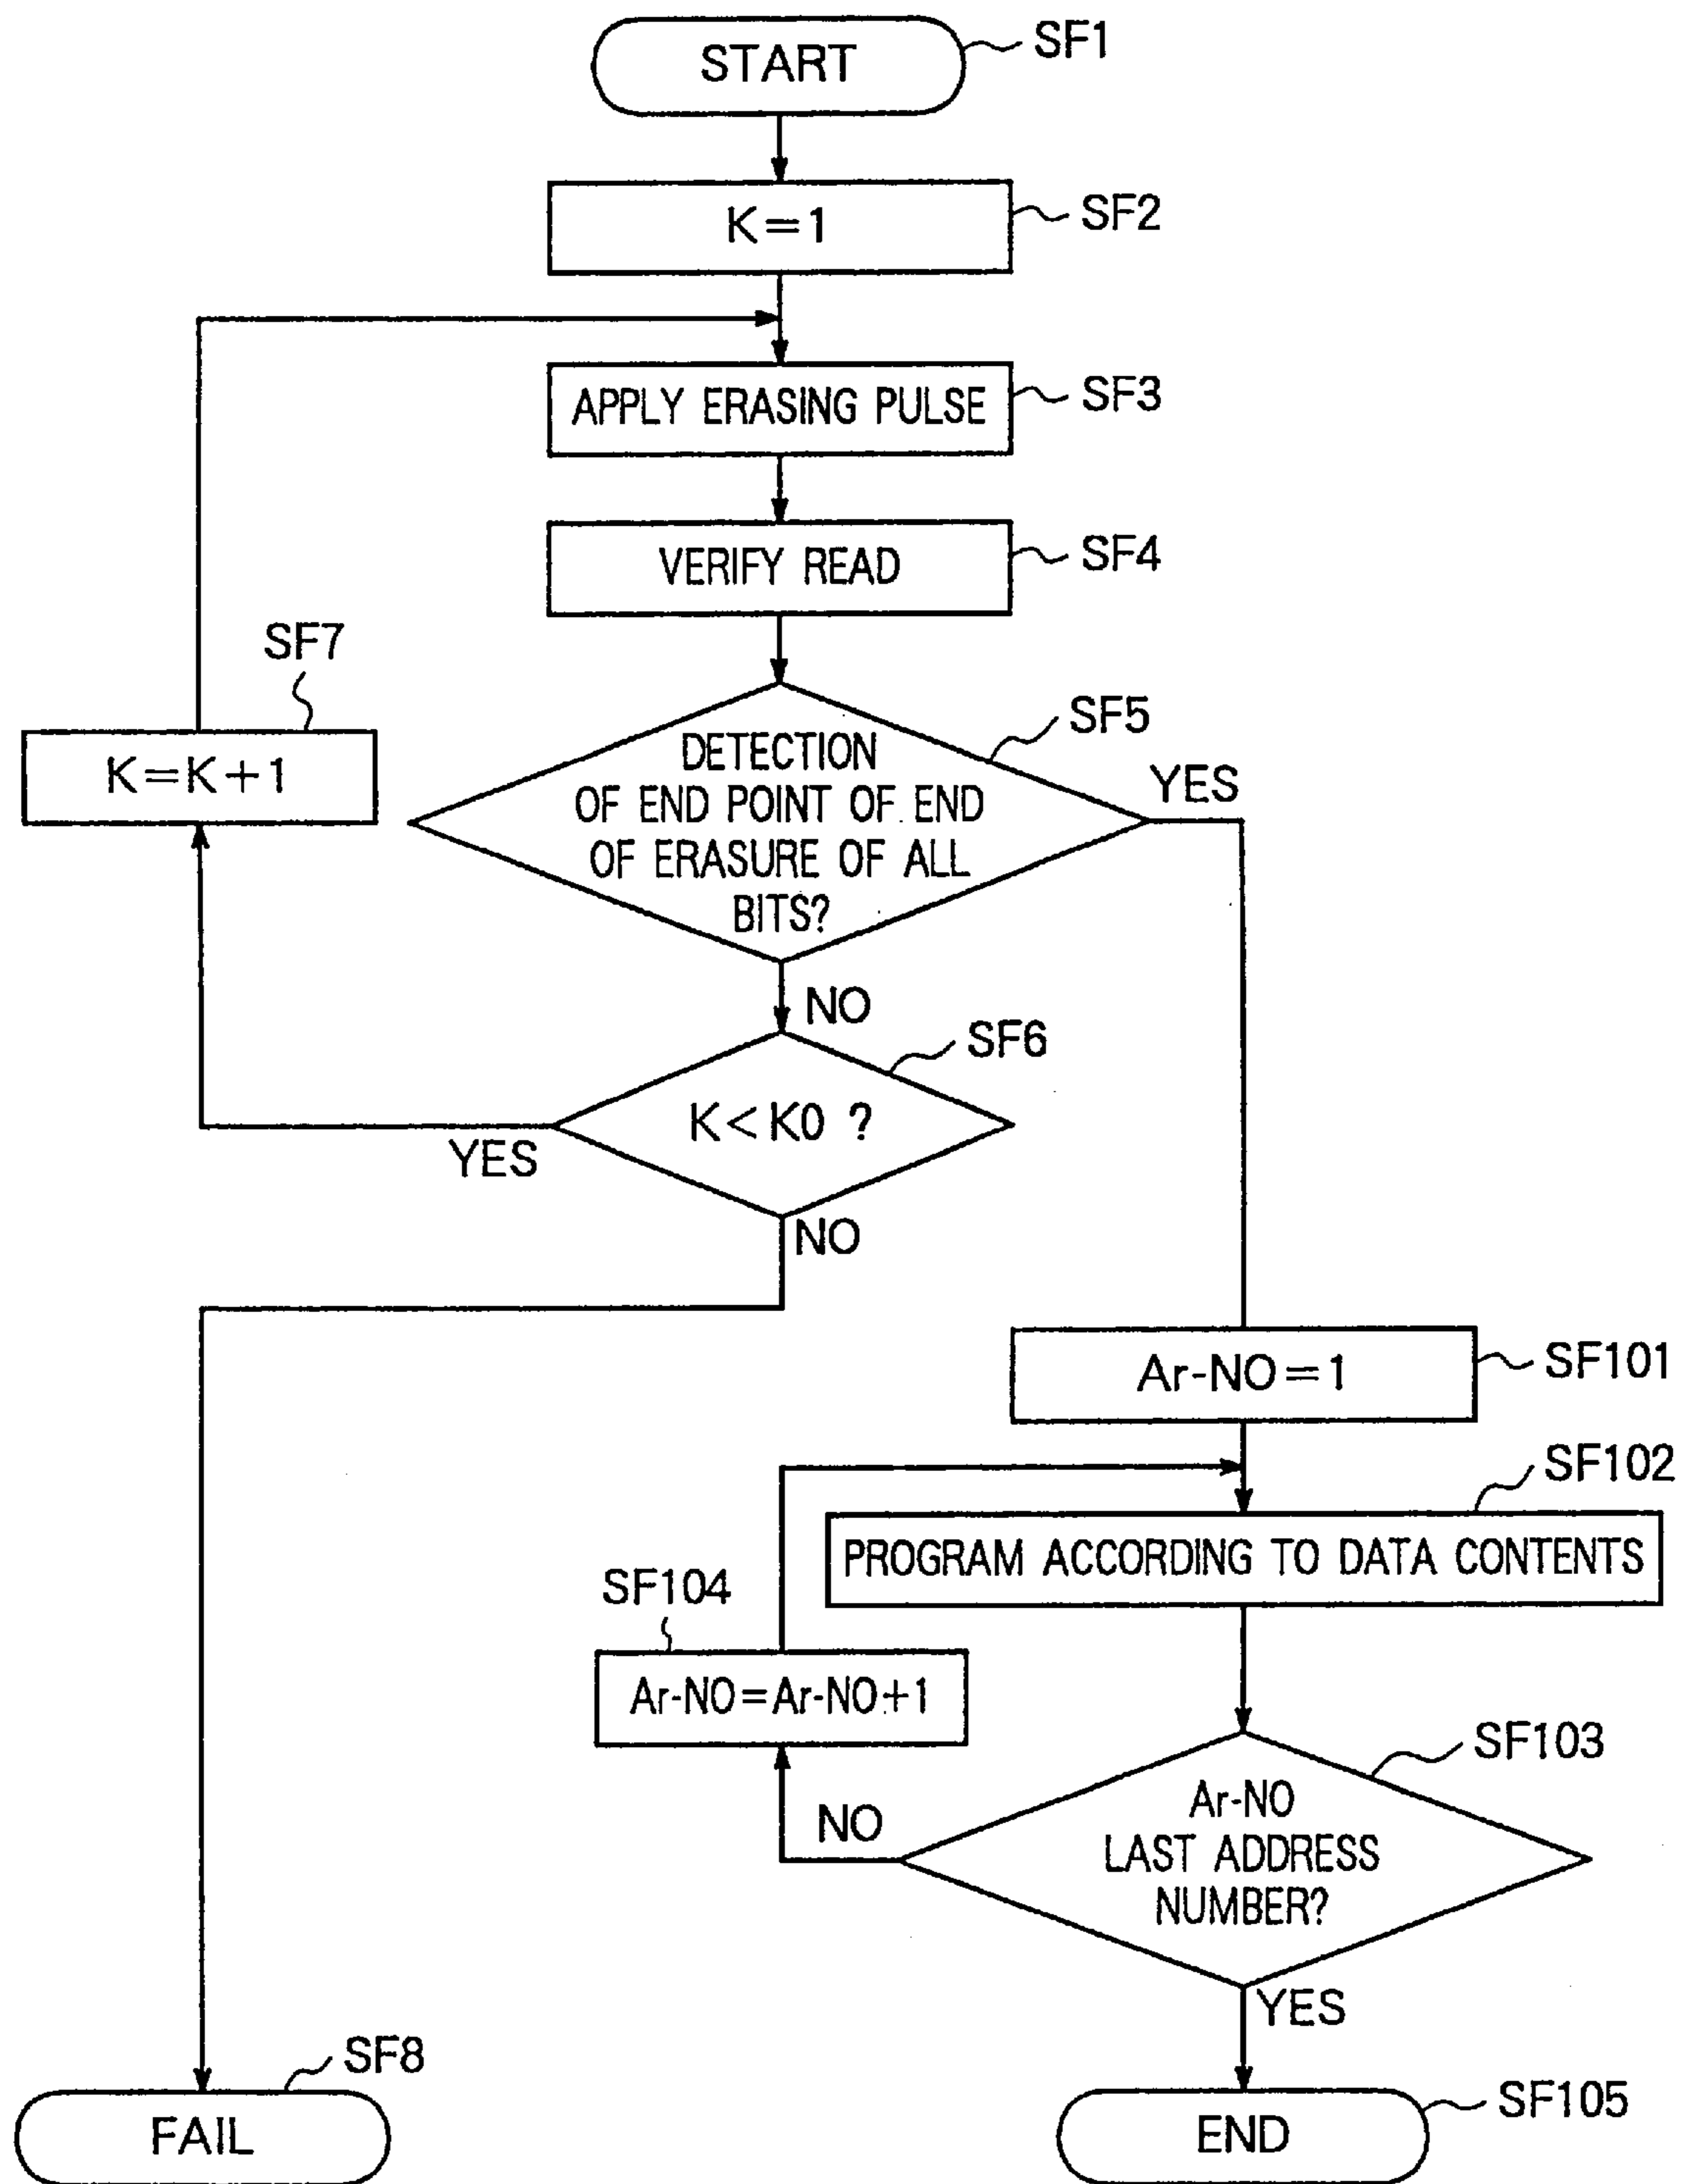 START
SF1
K=1
SF2
APPLY ERASING PULSE
SF3
VERIFY READ
SF4
SF7
K=K+1
DETECTION
OF END POINT OF END
OF ERASURE OF ALL
BITS?
SF5
YES
NO
SF6
K<K0 ?
YES
NO
Ar-NO=1
SF101
SF102
PROGRAM ACCORDING TO DATA CONTENTS
SF104
Ar-NO=Ar-NO+1
SF103
Ar-NO
LAST ADDRESS
NUMBER?
NO
YES
SF8
FAIL
SF105
END